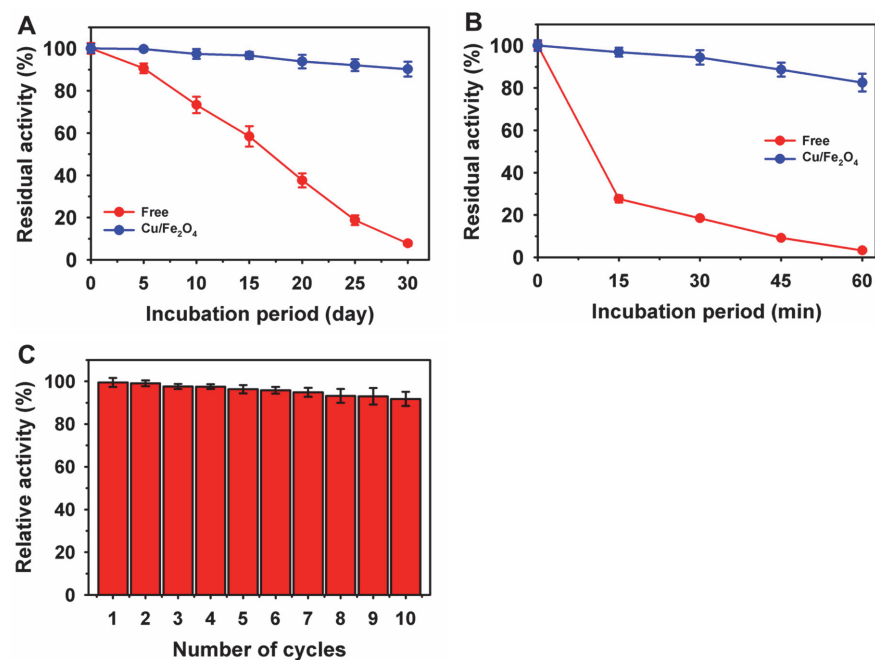 A
Residual activity (%)
100
80
60
40
20
0
Free
Cu/Fe₂O₄
0 5 10 15 20 25 30
Incubation period (day)
B
Residual activity (%)
100
80
60
40
20
0
Free
Cu/Fe₂O₄
0 15 30 45 60
Incubation period (min)
C
Relative activity (%)
100
80
60
40
20
0
1 2 3 4 5 6 7 8 9 10
Number of cycles